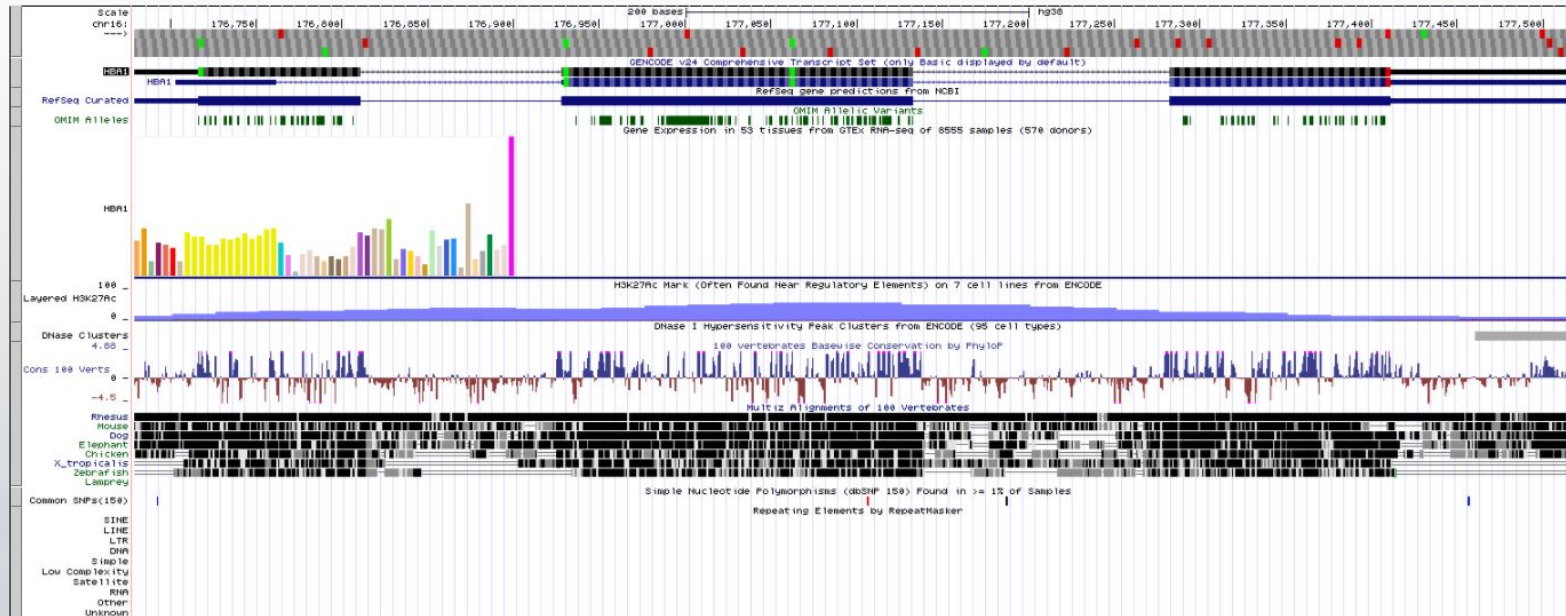 Scale 200 bases hg38
chr16: 176,750 176,800 176,850 176,900 176,950 177,000 177,050 177,100 177,150 177,200 177,250 177,300 177,350 177,400 177,450 177,500
--->
GENCODE v24 Comprehensive Transcript Set (only Basic displayed by default)
HBA1
HBA1
RefSeq gene predictions from NCBI
RefSeq Curated
OMIM Allelic Variants
OMIM Alleles
Gene Expression in 53 tissues from GTEx RNA-seq of 8555 samples (570 donors)
HBA1
H3K27Ac Mark (Often Found Near Regulatory Elements) on 7 cell lines from ENCODE
100 _
Layered H3K27Ac
0 _
DNase I Hypersensitivity Peak Clusters from ENCODE (95 cell types)
DNase Clusters
100 vertebrates Basewise Conservation by PhyloP
4.88 _
Cons 100 Verts
0 -
-4.5 _
Multiz Alignments of 100 Vertebrates
Rhesus
Mouse
Dog
Elephant
Chicken
X_tropicalis
Zebrafish
Lamprey
Simple Nucleotide Polymorphisms (dbSNP 150) Found in >= 1% of Samples
Common SNPs(150)
Repeating Elements by RepeatMasker
SINE
LINE
LTR
DNA
Simple
Low Complexity
Satellite
RNA
Other
Unknown